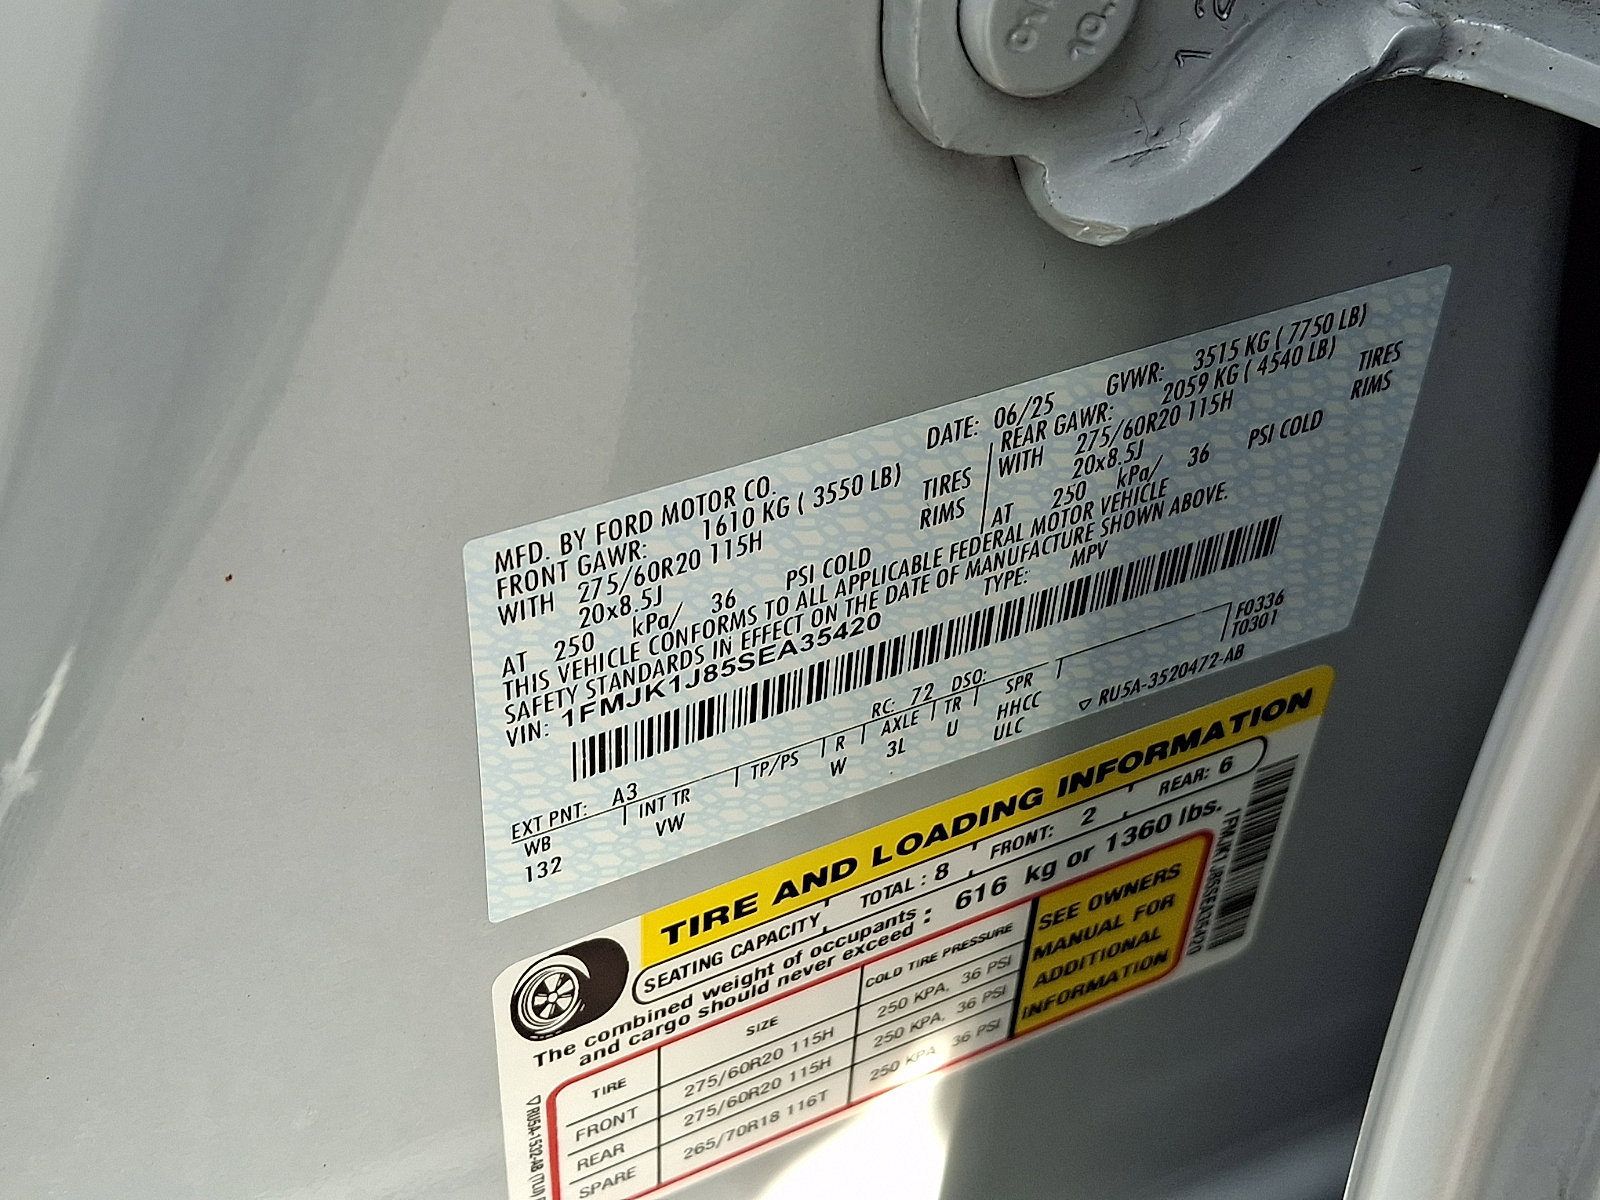 MFD. BY FORD MOTOR CO.
DATE: 06/25 GVWR: 3515 KG ( 7750 LB)
FRONT GAWR: 1610 KG ( 3550 LB)
WITH 275/60R20 115H TIRES
20x8.5J RIMS
AT 250 kPa/ 36 PSI COLD
REAR GAWR: 2059 KG ( 4540 LB)
WITH 275/60R20 115H TIRES
20x8.5J RIMS
AT 250 kPa/ 36 PSI COLD
THIS VEHICLE CONFORMS TO ALL APPLICABLE FEDERAL MOTOR VEHICLE
SAFETY STANDARDS IN EFFECT ON THE DATE OF MANUFACTURE SHOWN ABOVE.
VIN: 1FMJK1J85SEA35420 TYPE: MPV
EXT PNT: A3 RC: 72 DSO: F0336
WB INT TR TP/PS R AXLE TR SPR T0301
132 VW W 3L U HHCC
ULC
RU5A-3520472-AB
TIRE AND LOADING INFORMATION
SEATING CAPACITY TOTAL : 8 FRONT: 2 REAR: 6
The combined weight of occupants
and cargo should never exceed : 616 kg or 1360 lbs.
TIRE SIZE COLD TIRE PRESSURE
FRONT 275/60R20 115H 250 KPA, 36 PSI
REAR 275/60R20 115H 250 KPA, 36 PSI
SPARE 265/70R18 116T 250 KPA, 36 PSI
SEE OWNERS
MANUAL FOR
ADDITIONAL
INFORMATION
1FMJK1J85SEA35420
RU5A-1532-AB